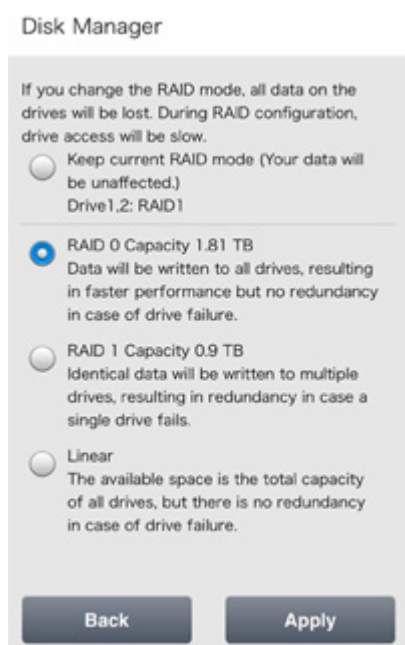 Disk Manager
If you change the RAID mode, all data on the
drives will be lost. During RAID configuration,
drive access will be slow.
Keep current RAID mode (Your data will
be unaffected.)
Drive1,2: RAID1
RAID 0 Capacity 1.81 TB
Data will be written to all drives, resulting
in faster performance but no redundancy
in case of drive failure.
RAID 1 Capacity 0.9 TB
Identical data will be written to multiple
drives, resulting in redundancy in case a
single drive fails.
Linear
The available space is the total capacity
of all drives, but there is no redundancy
in case of drive failure.
Back
Apply